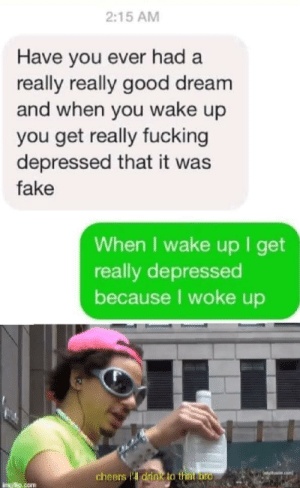 2:15 AM
Have you ever had a
really really good dream
and when you wake up
you get really fucking
depressed that it was
fake
When I wake up I get
really depressed
because I woke up
cheers I'll drink to that bro
imgflip.com